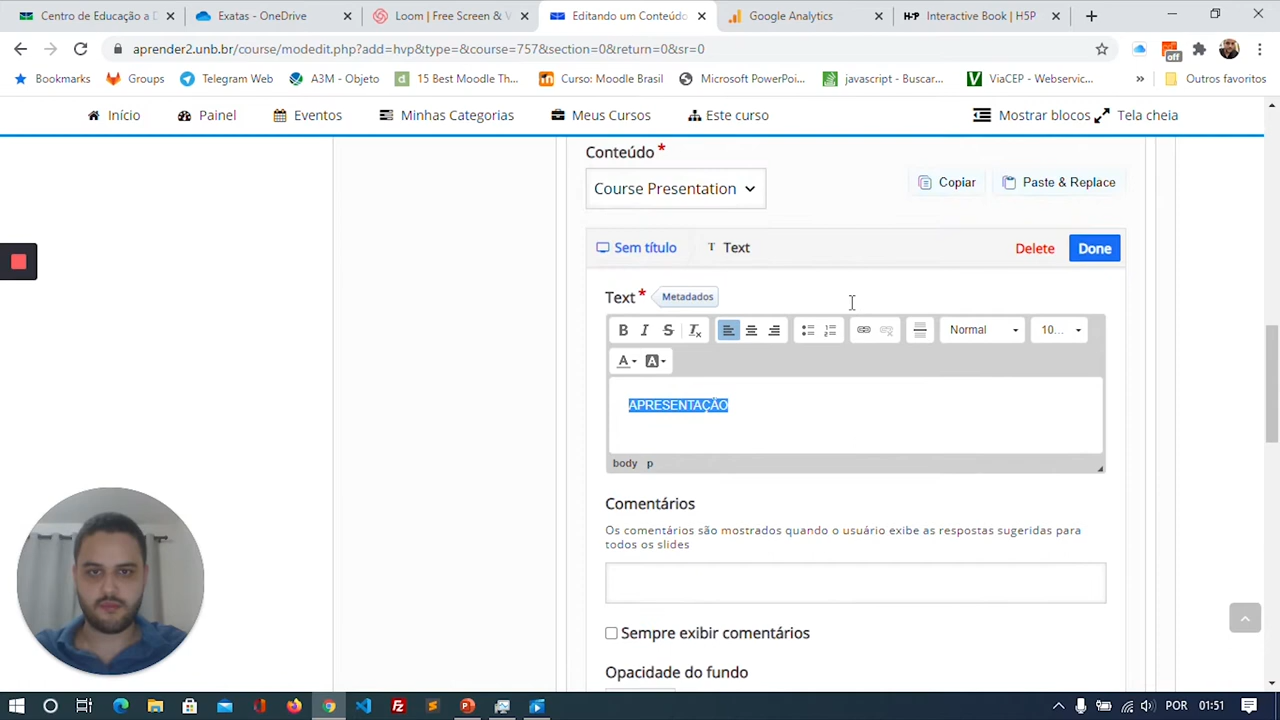 Centro de Educação a D
Exatas - OneDrive
Loom | Free Screen & V
Editando um Conteúdo
Google Analytics
H-P Interactive Book | H5P
aprender2.unb.br/course/modedit.php?add=hvp&type=&course=757&section=0&return=0&sr=0
off
Bookmarks
Groups
Telegram Web
A3M - Objeto
15 Best Moodle Th...
Curso: Moodle Brasil
Microsoft PowerPoi...
javascript - Buscar...
ViaCEP - Webservic...
»
Outros favoritos
Início
Painel
Eventos
Minhas Categorias
Meus Cursos
Este curso
Mostrar blocos
Tela cheia
Conteúdo *
Course Presentation
Copiar
Paste & Replace
Sem título
T Text
Delete
Done
Text *
Metadados
Normal
10...
APRESENTAÇÃO
body p
Comentários
Os comentários são mostrados quando o usuário exibe as respostas sugeridas para
todos os slides
Sempre exibir comentários
Opacidade do fundo
POR
01:51